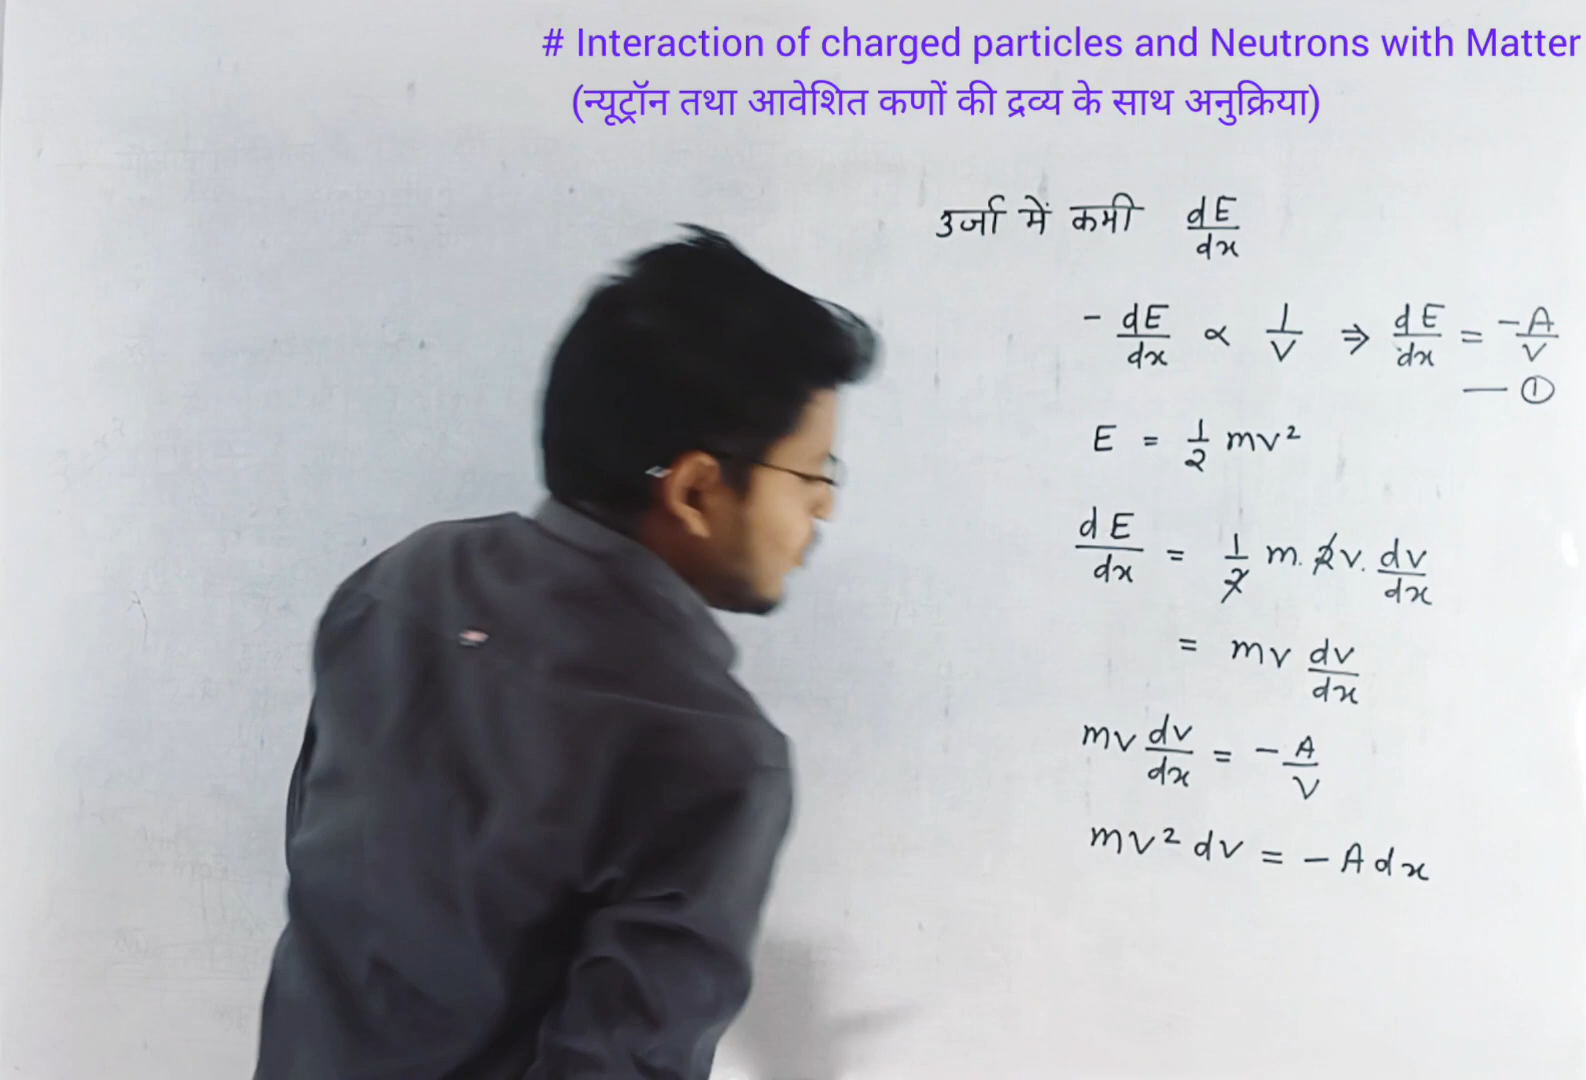 # Interaction of charged particles and Neutrons with Matter
(न्यूट्रॉन तथा आवेशित कणों की द्रव्य के साथ अनुक्रिया)
उर्जा में कमी dE/dx
- dE/dx ∝ 1/v ⇒ dE/dx = -A/v
— ①
E = 1/2 mv²
dE/dx = 1/2 m. 2v. dv/dx
= mv dv/dx
mv dv/dx = - A/v
mv² dv = - A dx